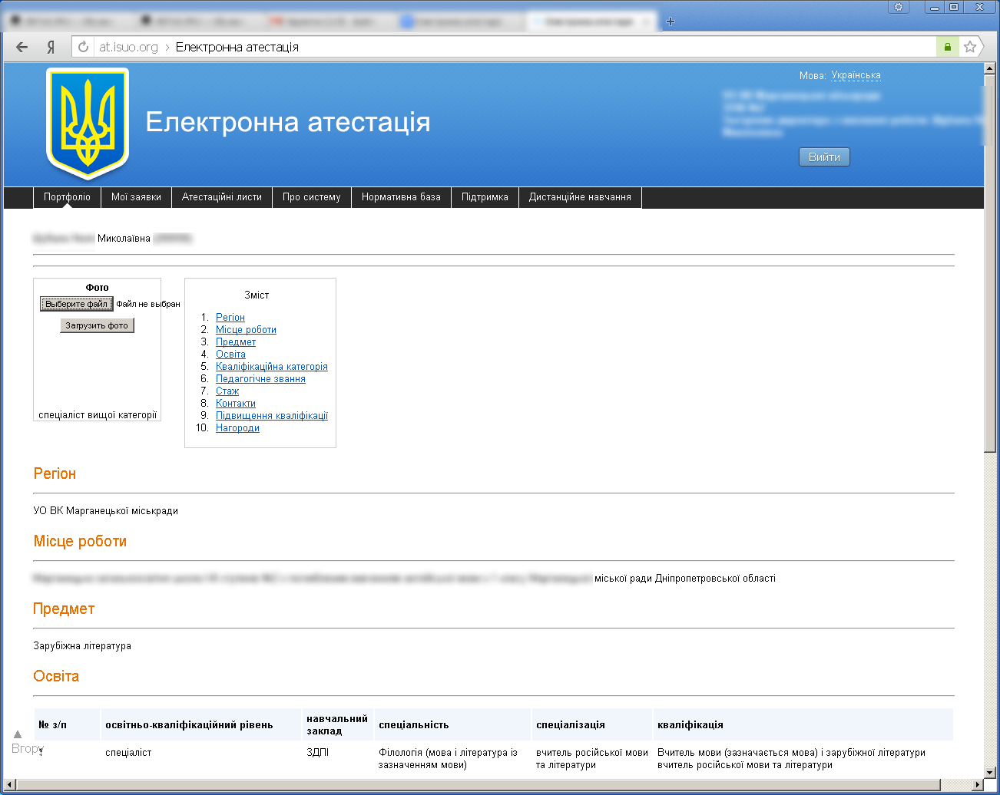 at.isuo.org › Електронна атестація
Мова: Українська
Електронна атестація
Вийти
Портфоліо Мої заявки Атестаційні листи Про систему Нормативна база Підтримка Дистанційне навчання
Миколаївна
Фото
Выберите файл Файл не выбран
Загрузить фото
спеціаліст вищої категорії
Зміст
1. Регіон
2. Місце роботи
3. Предмет
4. Освіта
5. Кваліфікаційна категорія
6. Педагогічне звання
7. Стаж
8. Контакти
9. Підвищення кваліфікації
10. Нагороди
Регіон
УО ВК Марганецької міськради
Місце роботи
міської ради Дніпропетровської області
Предмет
Зарубіжна література
Освіта
№ з/п освітньо-кваліфікаційний рівень навчальний заклад спеціальність спеціалізація кваліфікація
1 спеціаліст ЗДПІ Філологія (мова і література із зазначенням мови) вчитель російської мови та літератури Вчитель мови (зазначається мова) і зарубіжної літератури вчитель російської мови та літератури
Вгору